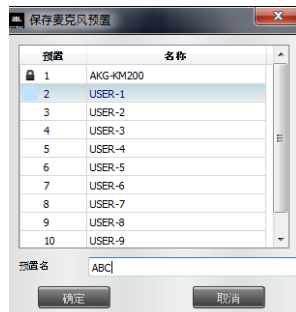 JBL 保存麦克风预置
预置 名称
1 AKG-KM200
2 USER-1
3 USER-2
4 USER-3
5 USER-4
6 USER-5
7 USER-6
8 USER-7
9 USER-8
10 USER-9
预置名 ABC
确定 取消